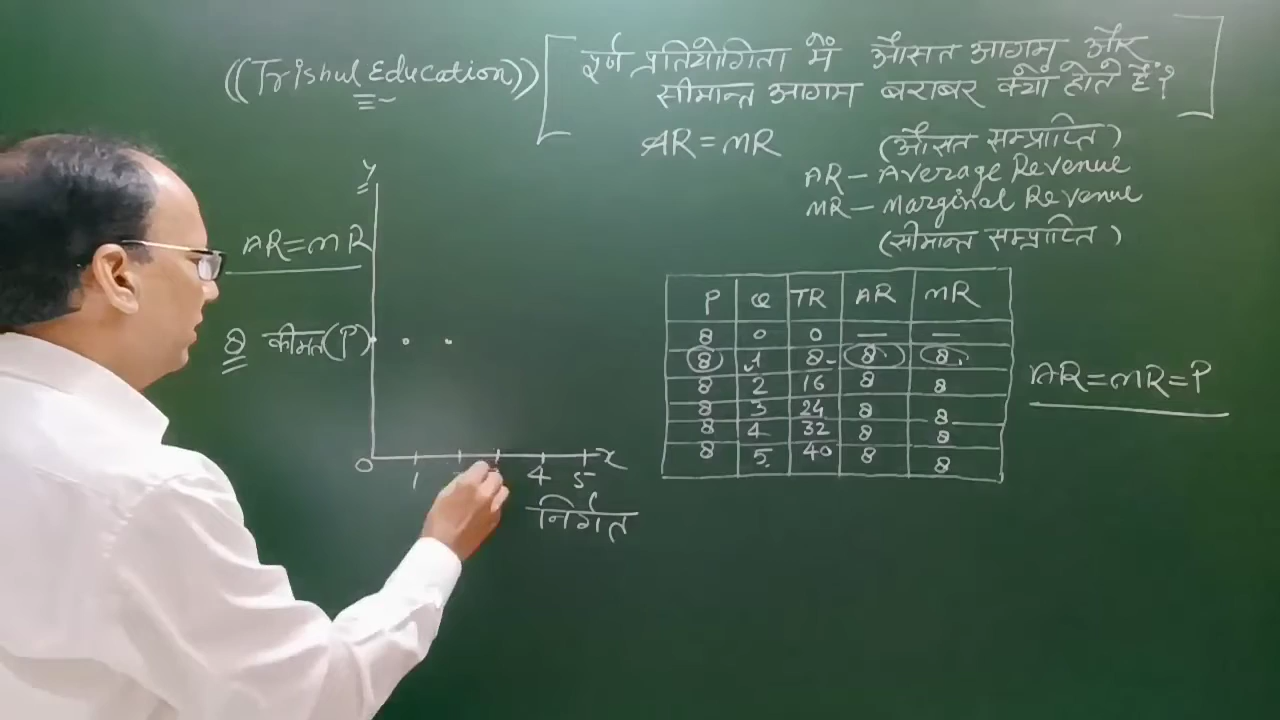 ((Trishul Education))
पूर्ण प्रतियोगिता में औसत आगम और
सीमान्त आगम बराबर क्यों होते हैं?
AR=MR
(औसत सम्प्राप्ति)
AR – Average Revenue
MR – Marginal Revenue
(सीमान्त सम्प्राप्ति)
y
AR=MR
8 कीमत(P)
0
1 4 5 x
निर्गत
P Q TR AR MR
8 0 0 — —
8 1 8 8 8
8 2 16 8 8
8 3 24 8 8
8 4 32 8 8
8 5 40 8 8
AR=MR=P